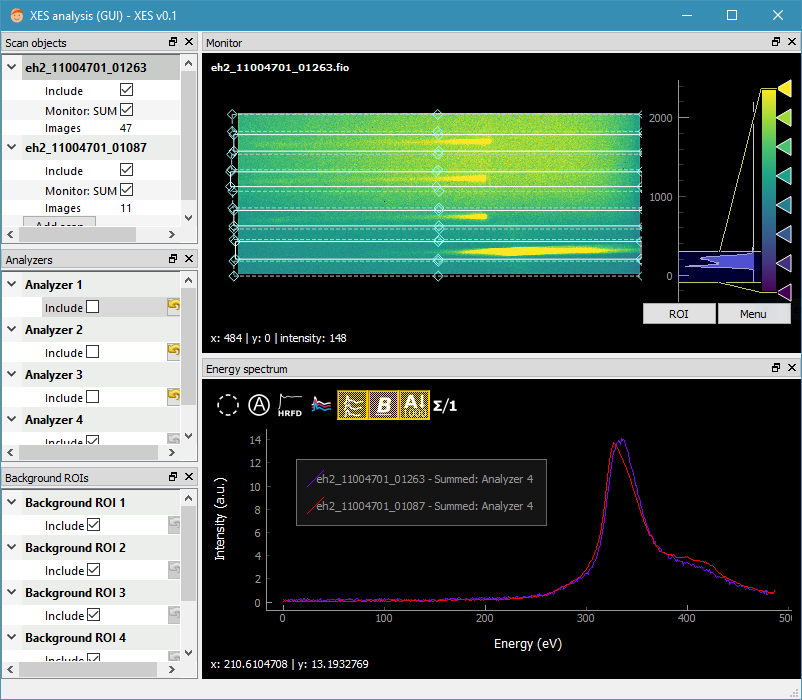 XES analysis (GUI) - XES v0.1
Scan objects
eh2_11004701_01263
Include
Monitor: SUM
Images 47
eh2_11004701_01087
Include
Monitor: SUM
Images 11
Add scan
Analyzers
Analyzer 1
Include
Analyzer 2
Include
Analyzer 3
Include
Analyzer 4
Include
Background ROIs
Background ROI 1
Include
Background ROI 2
Include
Background ROI 3
Include
Background ROI 4
Include
Monitor
eh2_11004701_01263.fio
2000
1000
0
ROI Menu
x: 484 | y: 0 | intensity: 148
Energy spectrum
A HRFD B AI Σ/1
14
12
10
8
6
4
2
0
Intensity (a.u.)
eh2_11004701_01263 - Summed: Analyzer 4
eh2_11004701_01087 - Summed: Analyzer 4
0 100 200 300 400 50
Energy (eV)
x: 210.6104708 | y: 13.1932769